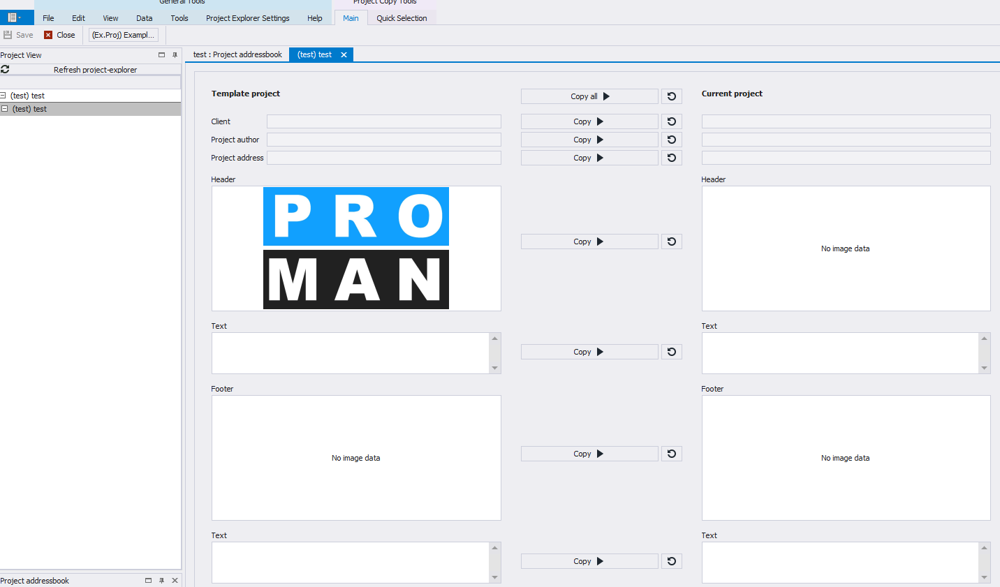 General Tools
Project Copy Tools
File Edit View Data Tools Project Explorer Settings Help Main Quick Selection
Save Close (Ex.Proj) Exampl...
Project View
test : Project addressbook (test) test
Refresh project-explorer
(test) test
(test) test
Template project Copy all Current project
Client Copy
Project author Copy
Project address Copy
Header Header
PRO
MAN
Copy
No image data
Text Text
Copy
Footer Footer
Copy
No image data No image data
Text Text
Copy
Project addressbook